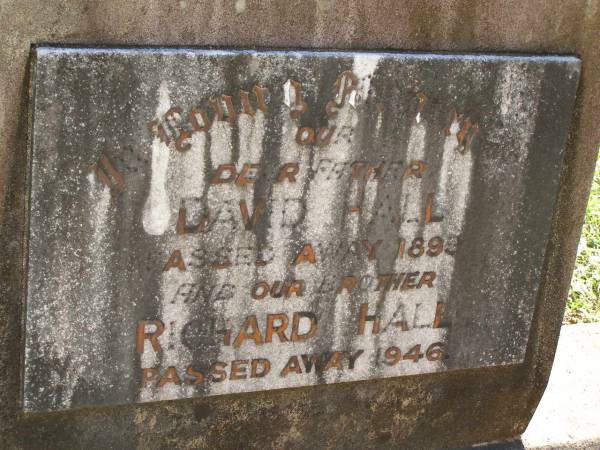 In Loving Memory
OUR
DEAR FATHER
DAVID HALL
PASSED AWAY 1893
AND OUR BROTHER
RICHARD HALL
PASSED AWAY 1946.